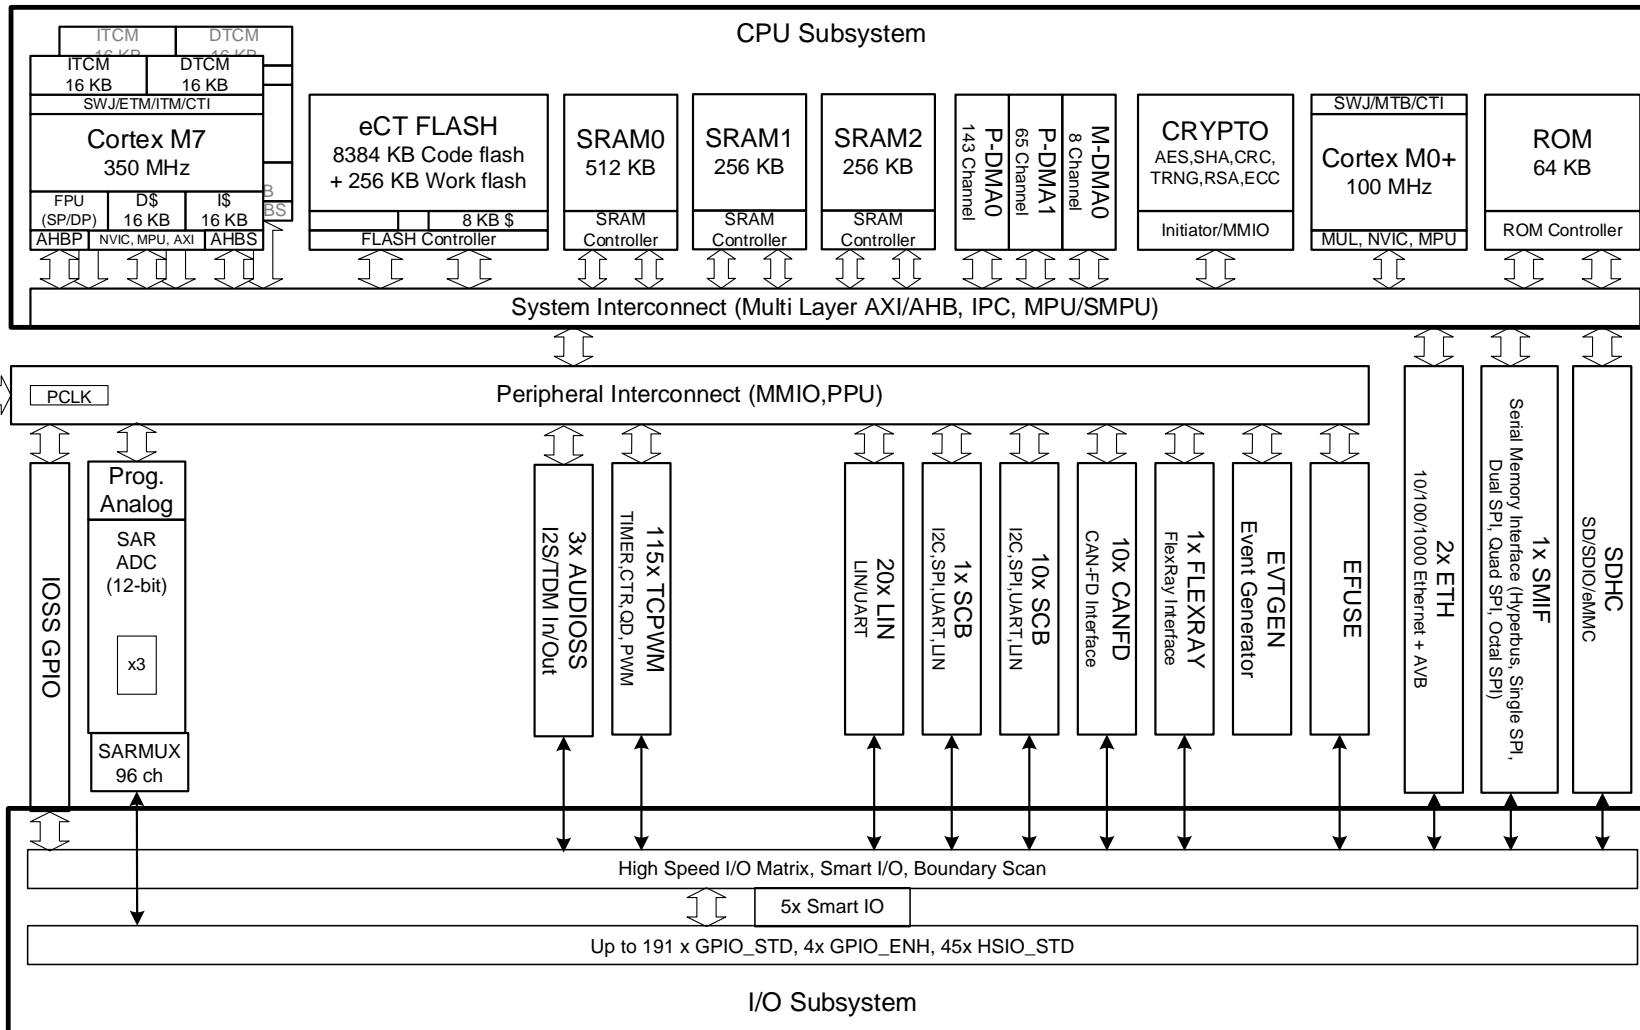 CPU Subsystem
ITCM
16 KB
DTCM
16 KB
ITCM
16 KB
DTCM
16 KB
SWJ/ETM/ITM/CTI
Cortex M7
350 MHz
FPU
(SP/DP)
D$
16 KB
I$
16 KB
B
BS
AHBP
NVIC, MPU, AXI
AHBS
eCT FLASH
8384 KB Code flash
+ 256 KB Work flash
8 KB $
FLASH Controller
SRAM0
512 KB
SRAM
Controller
SRAM1
256 KB
SRAM
Controller
SRAM2
256 KB
SRAM
Controller
P-DMA0
143 Channel
P-DMA1
65 Channel
M-DMA0
8 Channel
CRYPTO
AES,SHA,CRC,
TRNG,RSA,ECC
Initiator/MMIO
SWJ/MTB/CTI
Cortex M0+
100 MHz
MUL, NVIC, MPU
ROM
64 KB
ROM Controller
System Interconnect (Multi Layer AXI/AHB, IPC, MPU/SMPU)
PCLK
Peripheral Interconnect (MMIO,PPU)
IOSS GPIO
Prog.
Analog
SAR
ADC
(12-bit)
x3
SARMUX
96 ch
3x AUDIOSS
I2S/TDM In/Out
115x TCPWM
TIMER,CTR,QD, PWM
20x LIN
LIN/UART
1x SCB
I2C,SPI,UART,LIN
10x SCB
I2C,SPI,UART,LIN
10x CANFD
CAN-FD Interface
1x FLEXRAY
FlexRay Interface
EVTGEN
Event Generator
EFUSE
2x ETH
10/100/1000 Ethernet + AVB
1x SMIF
Serial Memory Interface (Hyperbus, Single SPI,
Dual SPI, Quad SPI, Octal SPI)
SDHC
SD/SDIO/eMMC
High Speed I/O Matrix, Smart I/O, Boundary Scan
5x Smart IO
Up to 191 x GPIO_STD, 4x GPIO_ENH, 45x HSIO_STD
I/O Subsystem